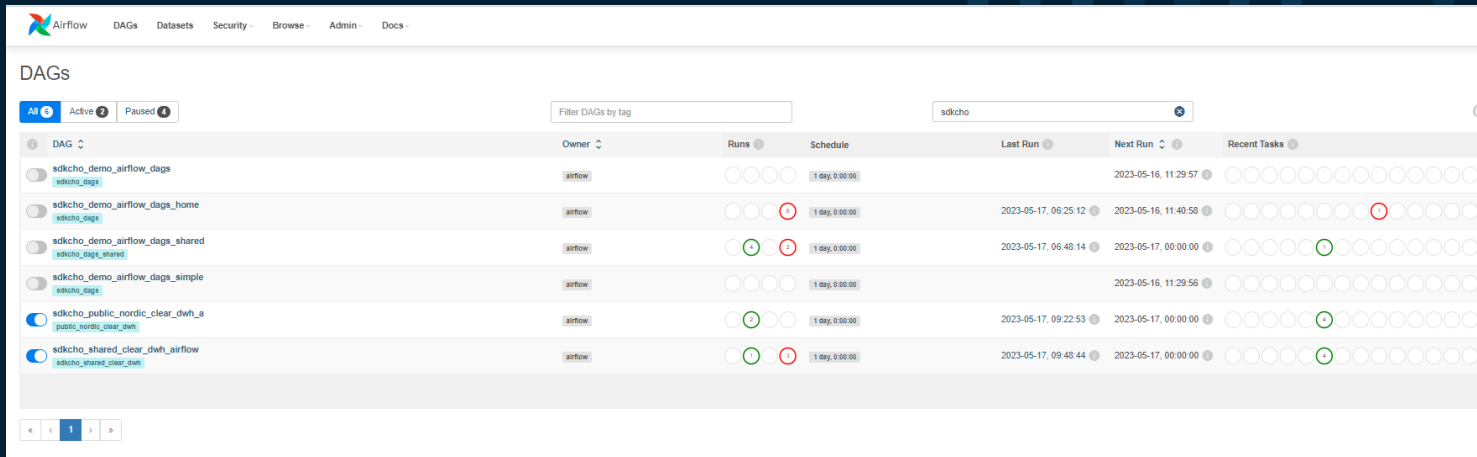 Airflow DAGs Datasets Security Browse Admin Docs
DAGs
All 6 Active 2 Paused 4 Filter DAGs by tag sdkcho
DAG Owner Runs Schedule Last Run Next Run Recent Tasks
sdkcho_demo_airflow_dags airflow 1 day, 0:00:00 2023-05-16, 11:29:57
sdkcho_dags
sdkcho_demo_airflow_dags_home airflow 6 1 day, 0:00:00 2023-05-17, 06:25:12 2023-05-16, 11:40:58 1
sdkcho_dags
sdkcho_demo_airflow_dags_shared airflow 4 2 1 day, 0:00:00 2023-05-17, 06:48:14 2023-05-17, 00:00:00 1
sdkcho_dags_shared
sdkcho_demo_airflow_dags_simple airflow 1 day, 0:00:00 2023-05-16, 11:29:56
sdkcho_dags
sdkcho_public_nordic_clear_dwh_a airflow 2 1 day, 0:00:00 2023-05-17, 09:22:53 2023-05-17, 00:00:00 4
public_nordic_clear_dwh
sdkcho_shared_clear_dwh_airflow airflow 1 3 1 day, 0:00:00 2023-05-17, 09:48:44 2023-05-17, 00:00:00 4
sdkcho_shared_clear_dwh
« ‹ 1 › »